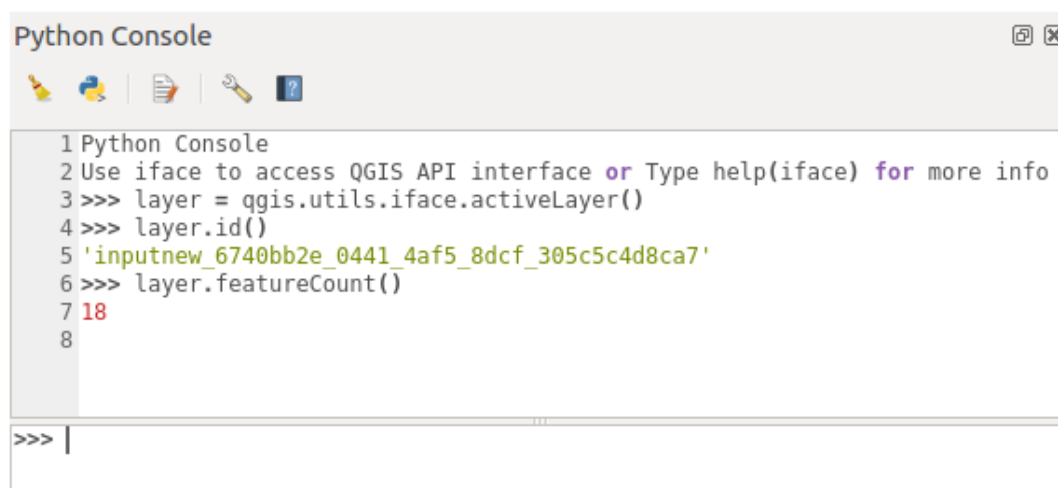 Python Console
1 Python Console
2 Use iface to access QGIS API interface or Type help(iface) for more info
3 >>> layer = qgis.utils.iface.activeLayer()
4 >>> layer.id()
5 'inputnew_6740bb2e_0441_4af5_8dcf_305c5c4d8ca7'
6 >>> layer.featureCount()
7 18
8
>>>